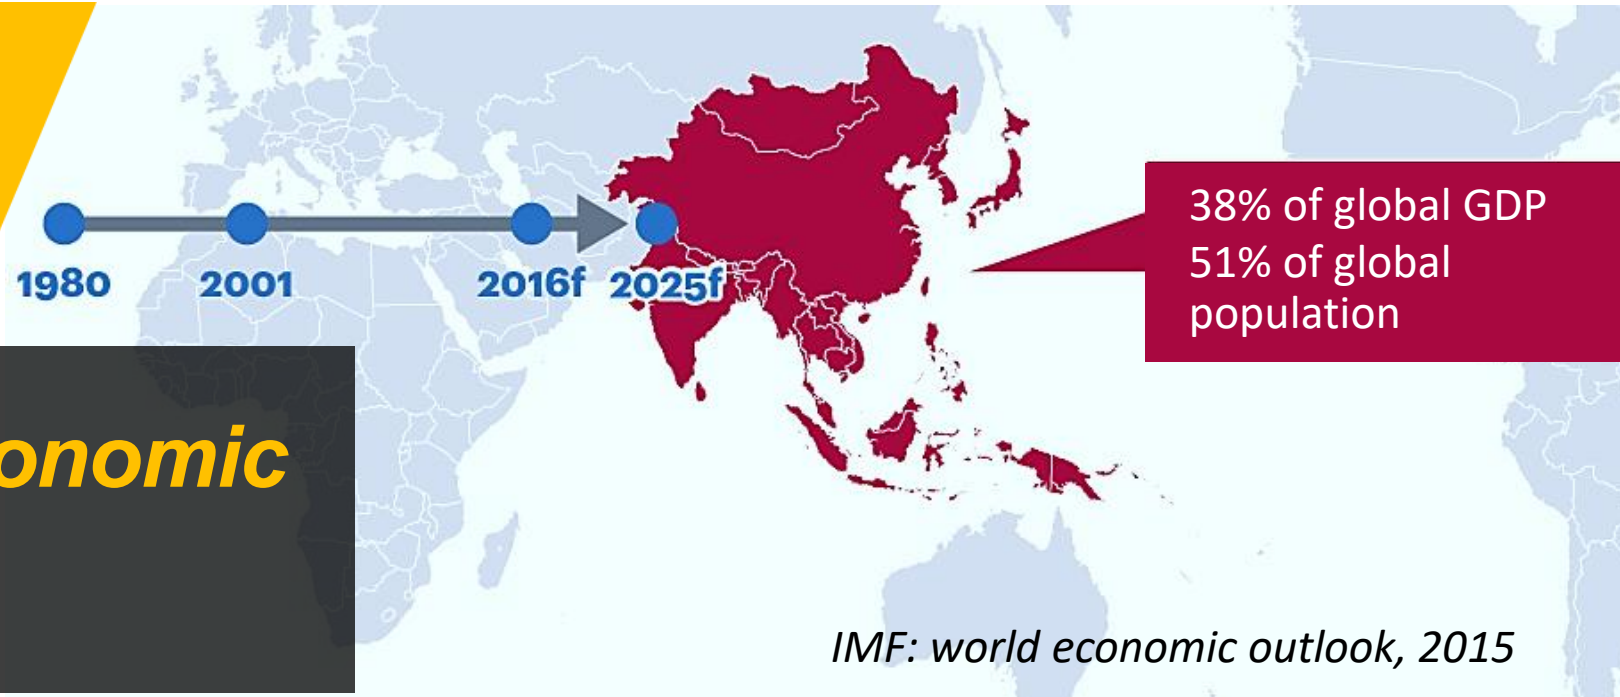 1980 2001 2016f 2025f
38% of global GDP
51% of global
population
onomic
IMF: world economic outlook, 2015